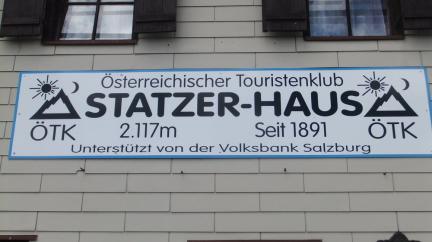 Österreichischer Touristenklub
STATZER-HAUS
ÖTK 2.117m Seit 1891 ÖTK
Unterstützt von der Volksbank Salzburg